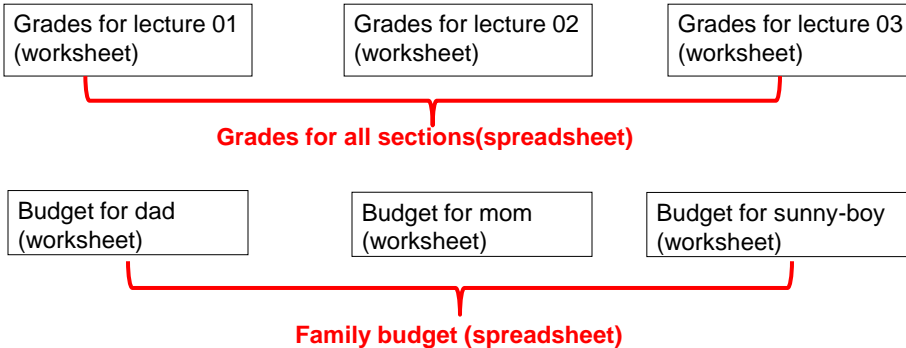 Grades for lecture 01
(worksheet)
Grades for lecture 02
(worksheet)
Grades for lecture 03
(worksheet)
Grades for all sections(spreadsheet)
Budget for dad
(worksheet)
Budget for mom
(worksheet)
Budget for sunny-boy
(worksheet)
Family budget (spreadsheet)